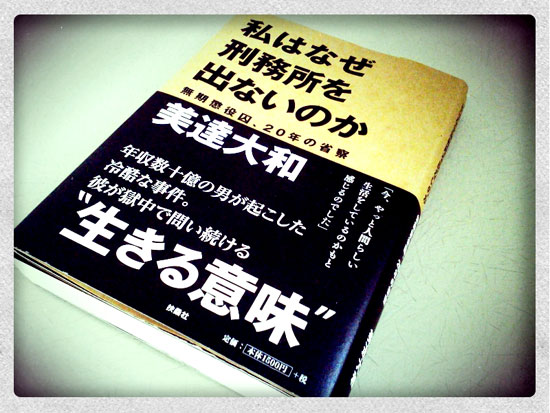 私はなぜ
刑務所を
出ないのか
無期懲役囚、20年の省察
美達大和
「今、やっと人間らしい
生活をしているのかもと
感じるのでした」
年収数十億の男が起こした
冷酷な事件。
彼が獄中で問い続ける
"生きる意味"
扶桑社
定価:本体1500円+税